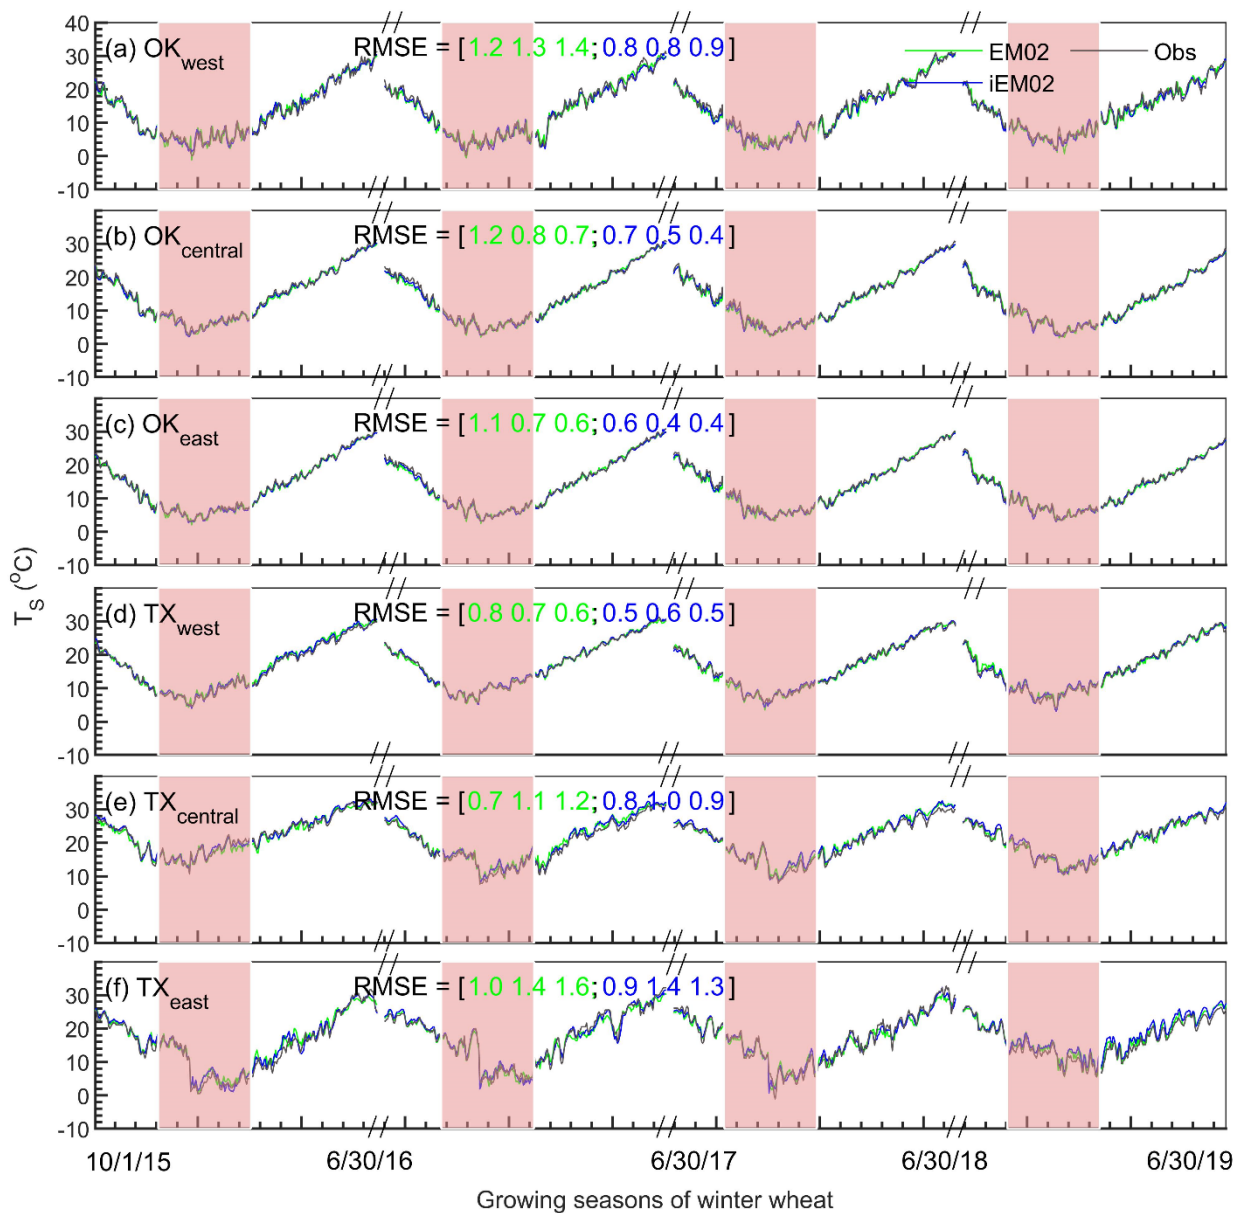 40
30
20
10
0
-10
(a) OKwest
RMSE = [1.2 1.3 1.4;0.8 0.8 0.9]
EM02
Obs
iEM02
30
20
10
0
-10
(b) OKcentral
RMSE = [1.2 0.8 0.7;0.7 0.5 0.4]
30
20
10
0
-10
(c) OKeast
RMSE = [1.1 0.7 0.6;0.6 0.4 0.4]
TS (oC)
30
20
10
0
-10
(d) TXwest
RMSE = [0.8 0.7 0.6;0.5 0.6 0.5]
30
20
10
0
-10
(e) TXcentral
RMSE = [0.7 1.1 1.2;0.8 1.0 0.9]
30
20
10
0
-10
(f) TXeast
RMSE = [1.0 1.4 1.6;0.9 1.4 1.3]
10/1/15 6/30/16 6/30/17 6/30/18 6/30/19
Growing seasons of winter wheat